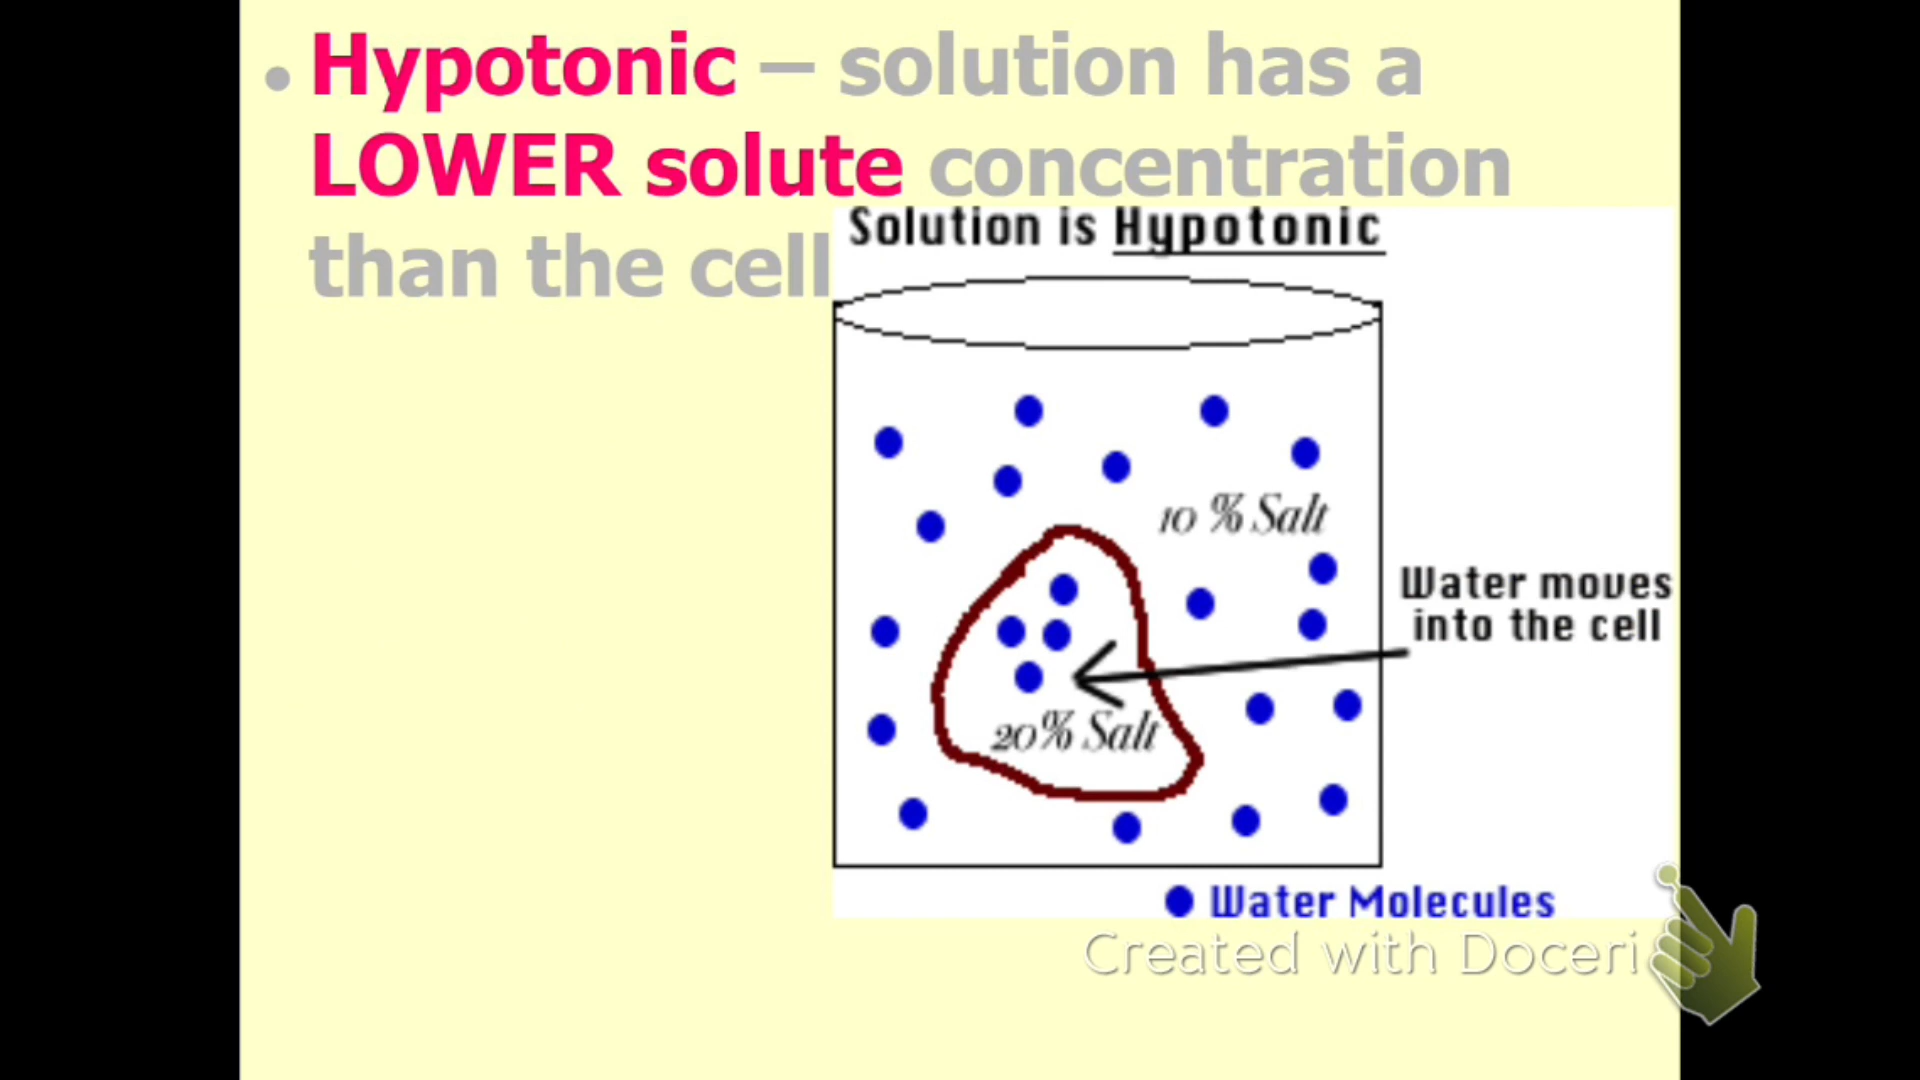 • Hypotonic – solution has a
LOWER solute concentration
than the cell
Solution is Hypotonic
10 % Salt
Water moves
into the cell
20% Salt
Water Molecules
Created with Doceri